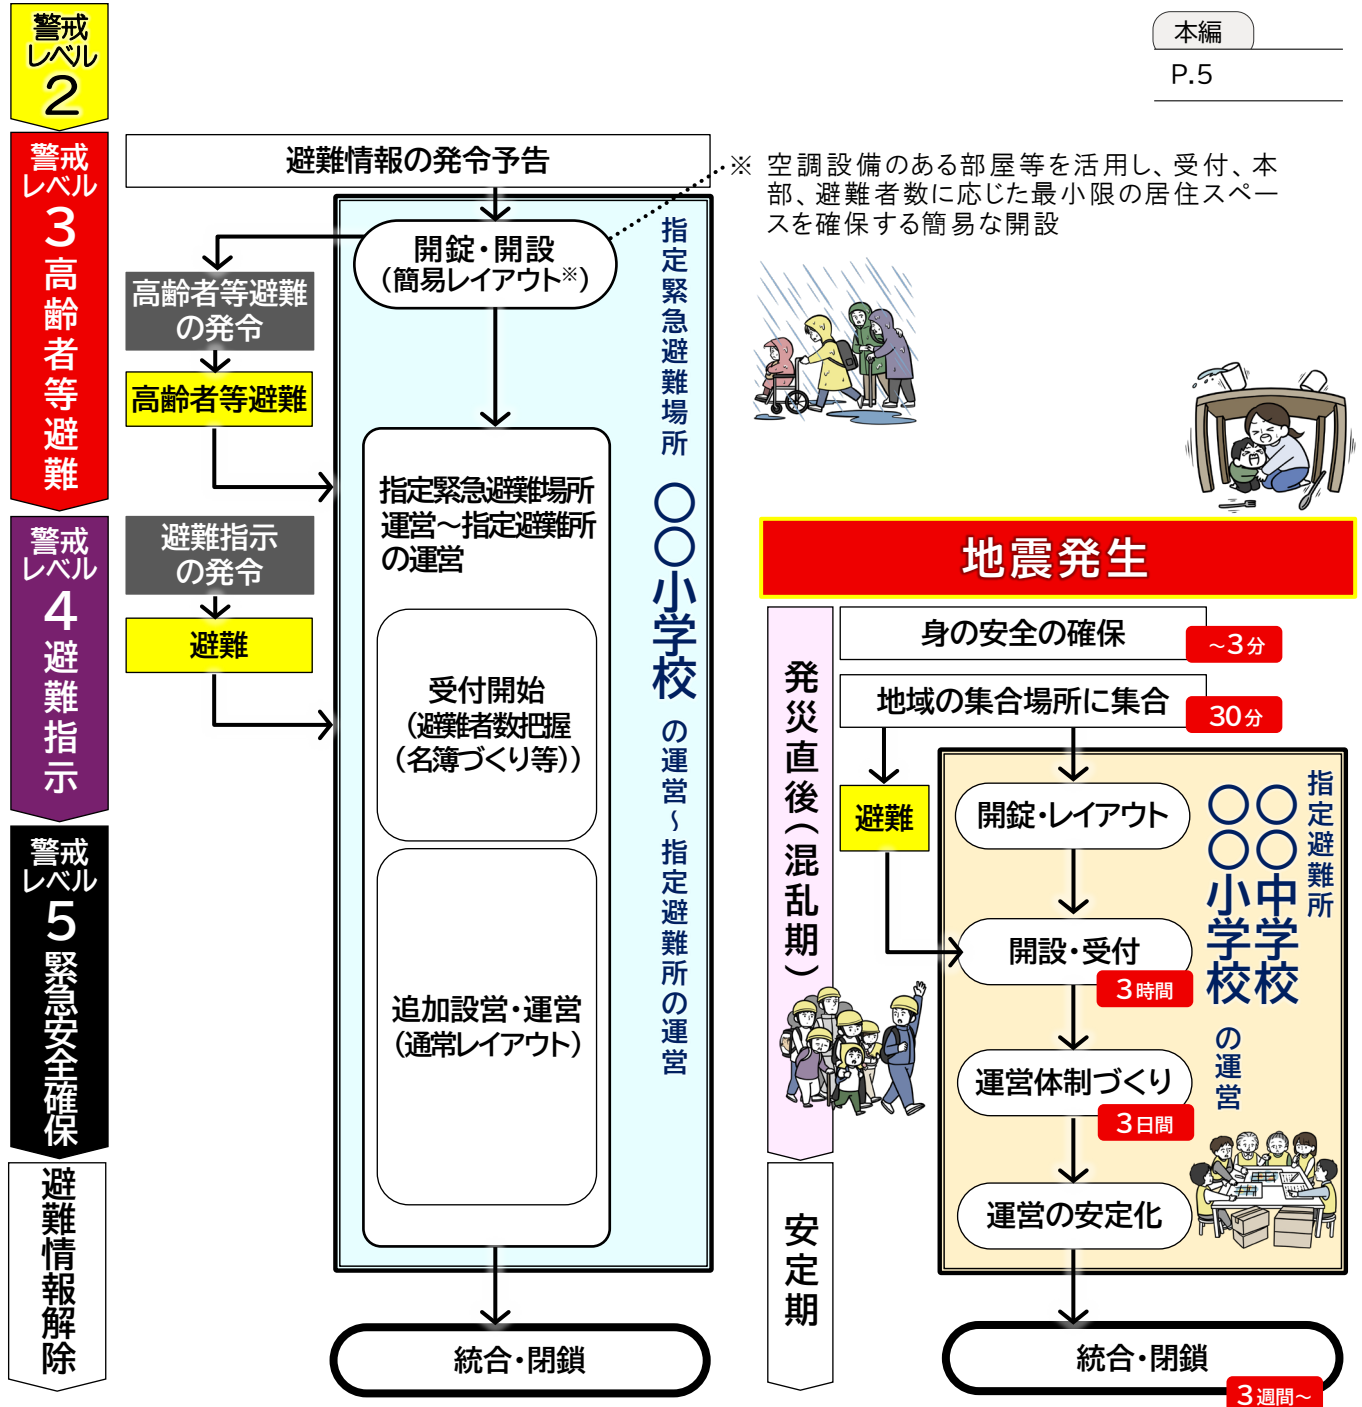 本編
P.5
警戒
レベル
2
警戒
レベル
3
高齢者等避難
警戒
レベル
4
避難指示
警戒
レベル
5
緊急安全確保
避難情報解除
避難情報の発令予告
※ 空調設備のある部屋等を活用し、受付、本
部、避難者数に応じた最小限の居住スペー
スを確保する簡易な開設
開錠・開設
(簡易レイアウト※)
高齢者等避難
の発令
高齢者等避難
避難指示
の発令
避難
指定緊急避難場所
運営～指定避難所
の運営
受付開始
(避難者数把握
(名簿づくり等))
追加設営・運営
(通常レイアウト)
指定緊急避難場所
〇〇小学校
の運営～指定避難所の運営
統合・閉鎖
地震発生
発災直後(混乱期)
安定期
身の安全の確保
～3分
地域の集合場所に集合
30分
避難
開錠・レイアウト
開設・受付
3時間
運営体制づくり
3日間
運営の安定化
指定避難所
〇〇中学校
〇〇小学校
の運営
統合・閉鎖
3週間～